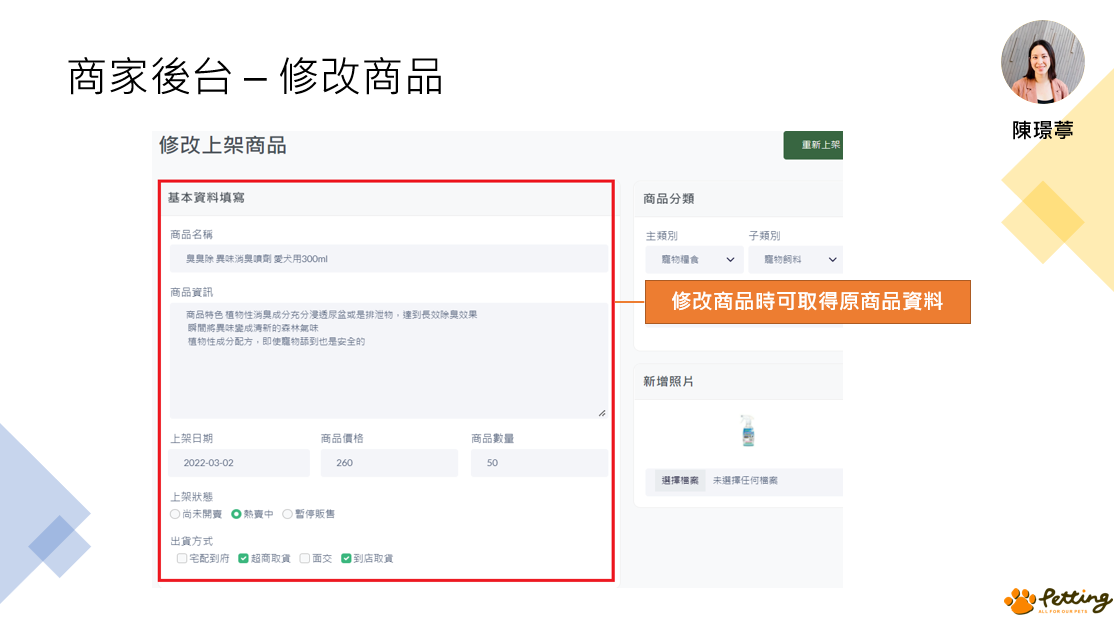 商家後台 – 修改商品
陳璟葶
修改上架商品
重新上架
基本資料填寫
商品名稱
臭臭除 異味消臭噴劑 愛犬用300ml
商品資訊
商品特色 植物性消臭成分充分浸透尿盆或是排泄物，達到長效除臭效果
瞬間將異味變成清新的森林氣味
植物性成分配方，即使寵物舔到也是安全的
上架日期
商品價格
商品數量
2022-03-02
260
50
上架狀態
尚未開賣 熱賣中 暫停販售
出貨方式
宅配到府 超商取貨 面交 到店取貨
商品分類
主類別
子類別
寵物糧食
寵物飼料
修改商品時可取得原商品資料
新增照片
選擇檔案 未選擇任何檔案
Petting
ALL FOR OUR PETS